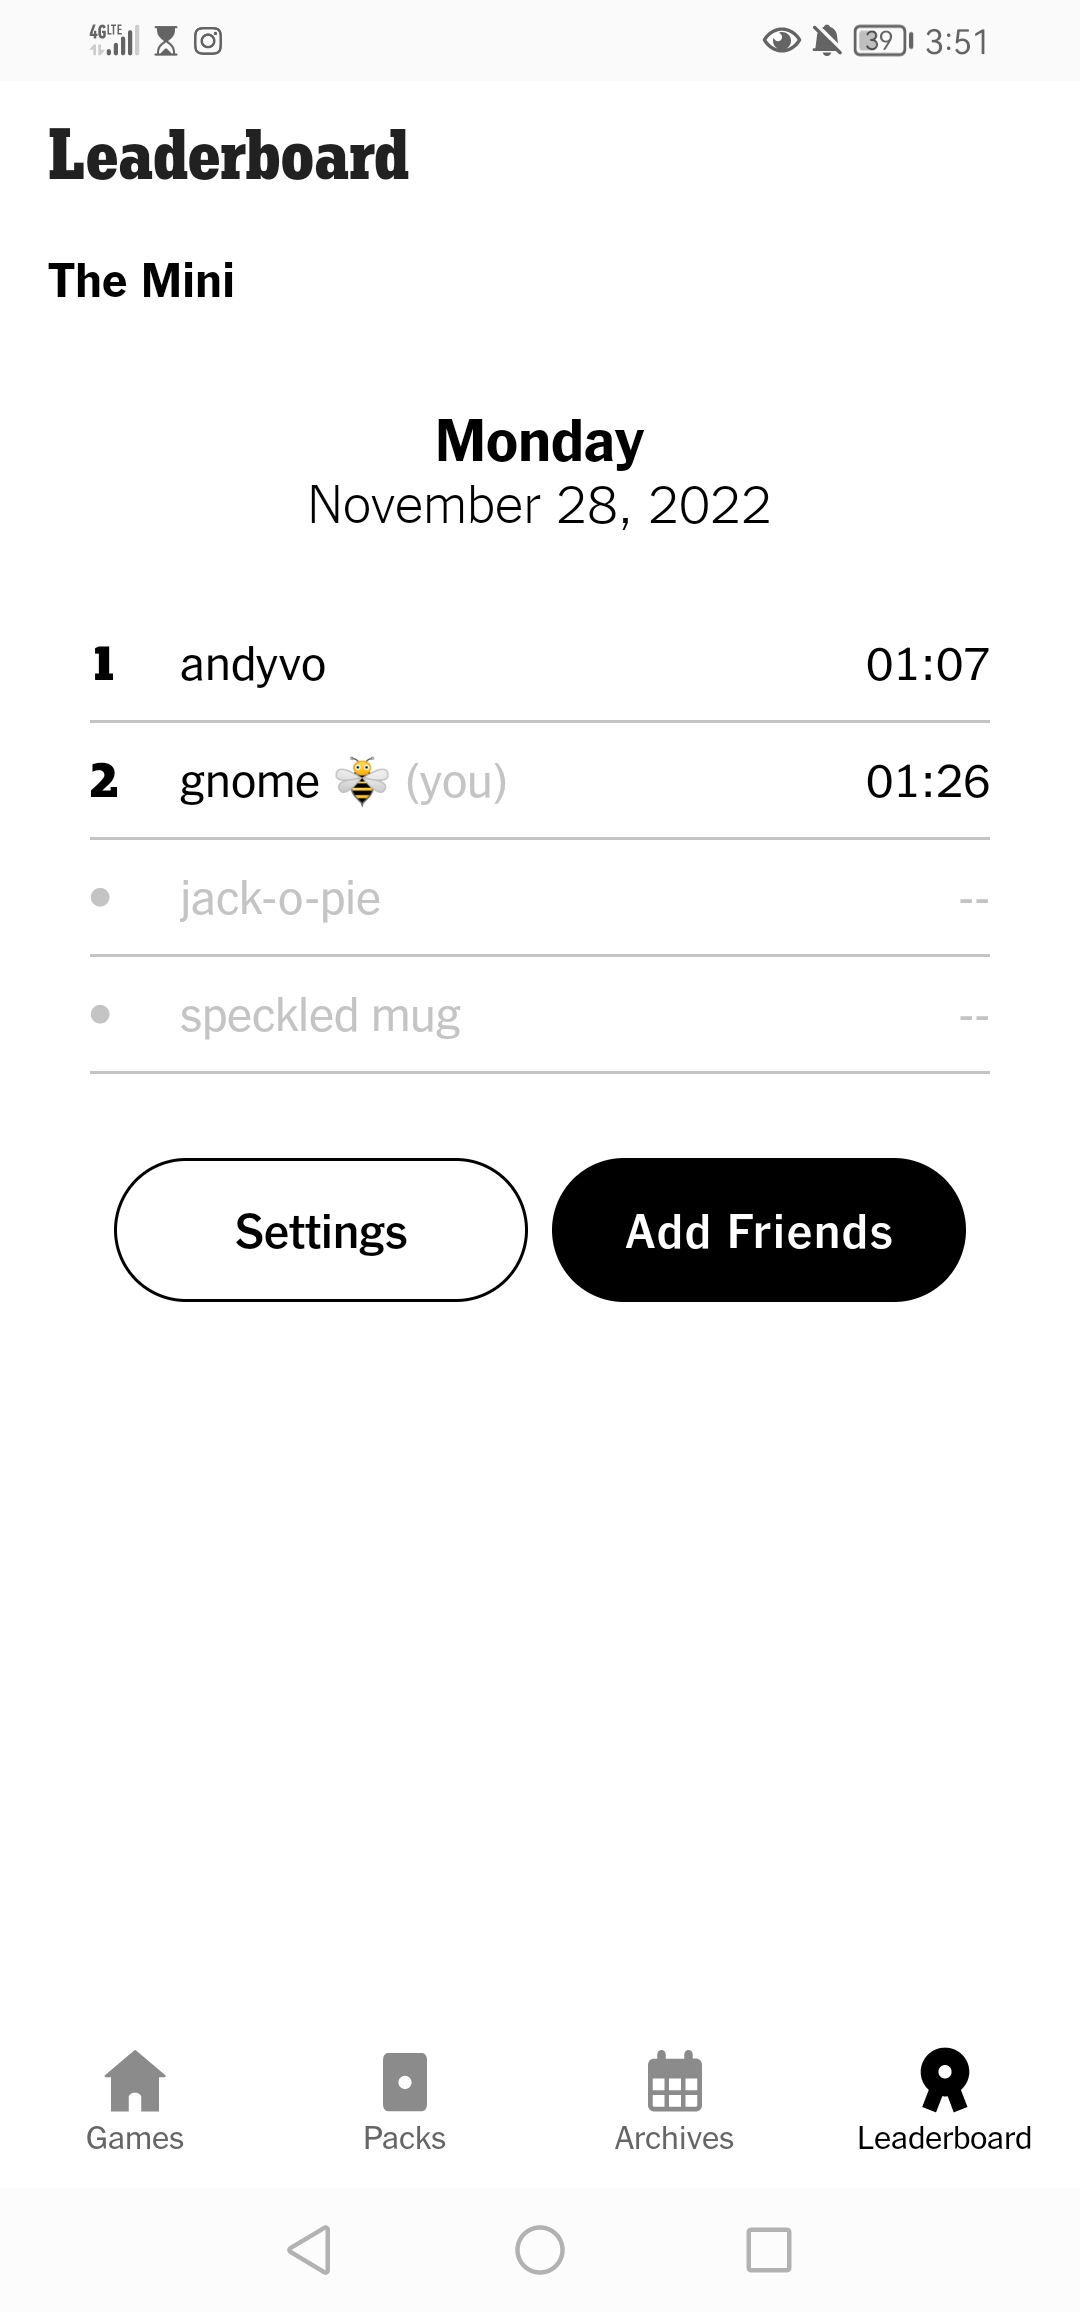 4G LTE 39 3:51
Leaderboard
The Mini
Monday
November 28, 2022
1 andyvo 01:07
2 gnome 🐝 (you) 01:26
• jack-o-pie --
• speckled mug --
Settings Add Friends
Games Packs Archives Leaderboard